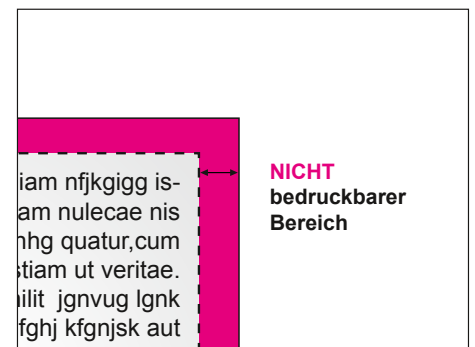 iam nfjkgigg is-
am nulecae nis
hg quatur,cum
stiam ut veritae.
ilit jgnvug lgnk
fghj kfgnjsk aut
NICHT
bedruckbarer
Bereich